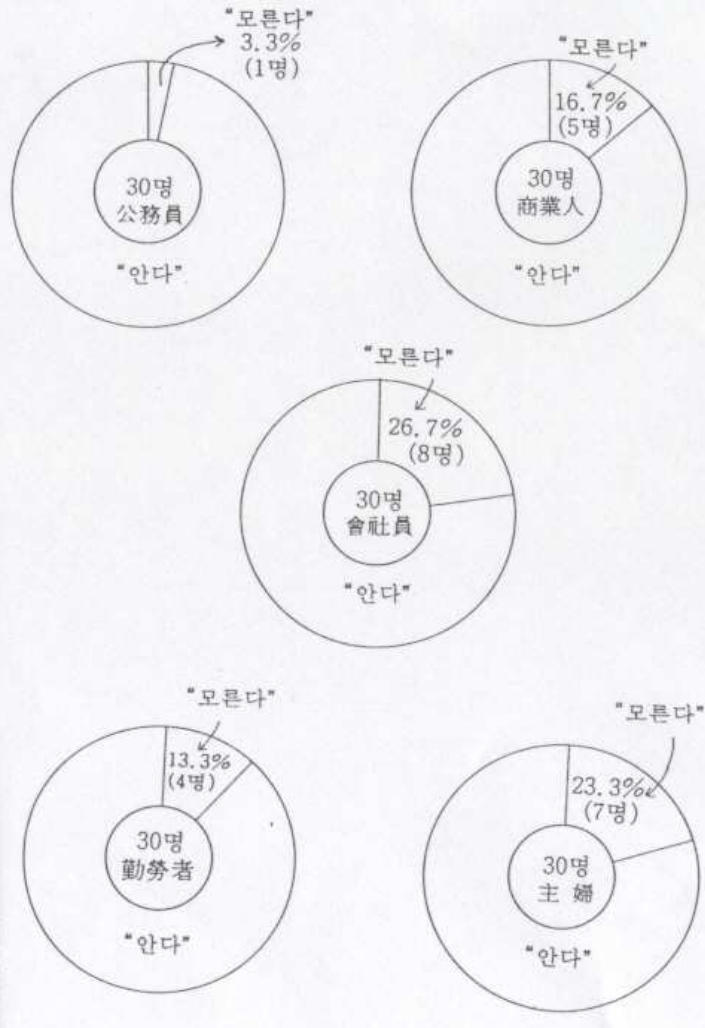 “모른다”
3.3%
(1명)
30명
公務員
“안다”
“모른다”
16.7%
(5명)
30명
商業人
“안다”
“모른다”
26.7%
(8명)
30명
會社員
“안다”
“모른다”
13.3%
(4명)
30명
勤勞者
“안다”
“모른다”
23.3%
(7명)
30명
主 婦
“안다”